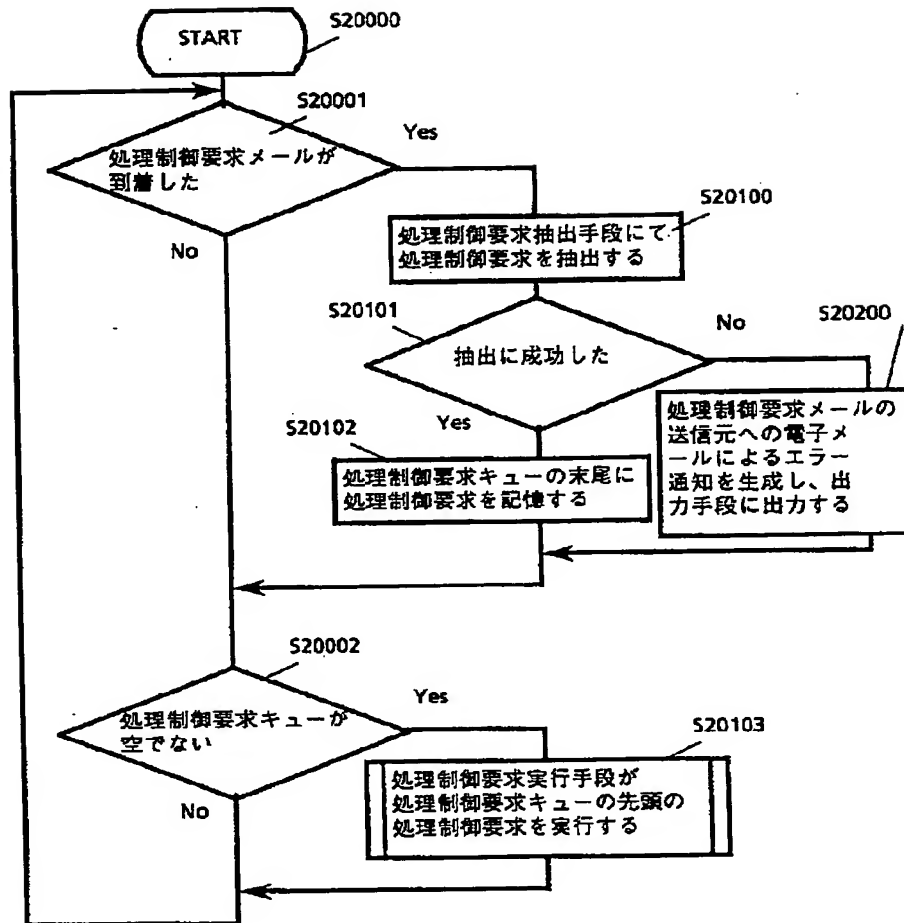 S20000
START
S20001
Yes
処理制御要求メールが
到着した
No
S20100
処理制御要求抽出手段にて
処理制御要求を抽出する
S20101
No
S20200
抽出に成功した
Yes
S20102
処理制御要求キューの末尾に
処理制御要求を記憶する
処理制御要求メールの
送信元への電子メ
ールによるエラー
通知を生成し、出
力手段に出力する
S20002
Yes
処理制御要求キューが
空でない
No
S20103
処理制御要求実行手段が
処理制御要求キューの先頭の
処理制御要求を実行する